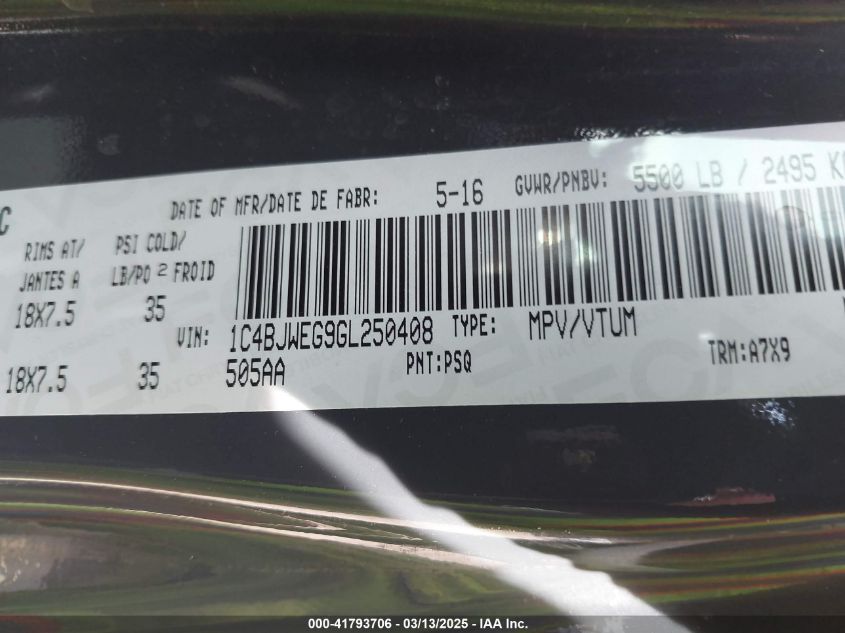 C
DATE OF MFR/DATE DE FABR: 5-16 GVWR/PNBV: 5500 LB / 2495 KG
RIMS AT/ PSI COLD/
JANTES A LB/PO² FROID
18X7.5 35
VIN: 1C4BJWEG9GL250408 TYPE: MPV/VTUM
18X7.5 35 505AA PNT:PSQ TRM:A7X9
000-41793706 - 03/13/2025 - IAA Inc.